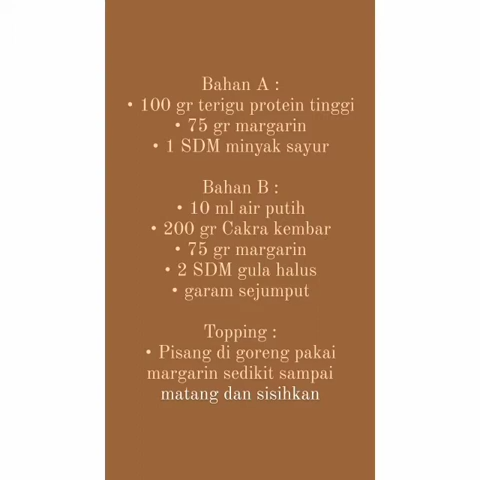 Bahan A :
• 100 gr terigu protein tinggi
• 75 gr margarin
• 1 SDM minyak sayur
Bahan B :
• 10 ml air putih
• 200 gr Cakra kembar
• 75 gr margarin
• 2 SDM gula halus
• garam sejumput
Topping :
• Pisang di goreng pakai
margarin sedikit sampai
matang dan sisihkan